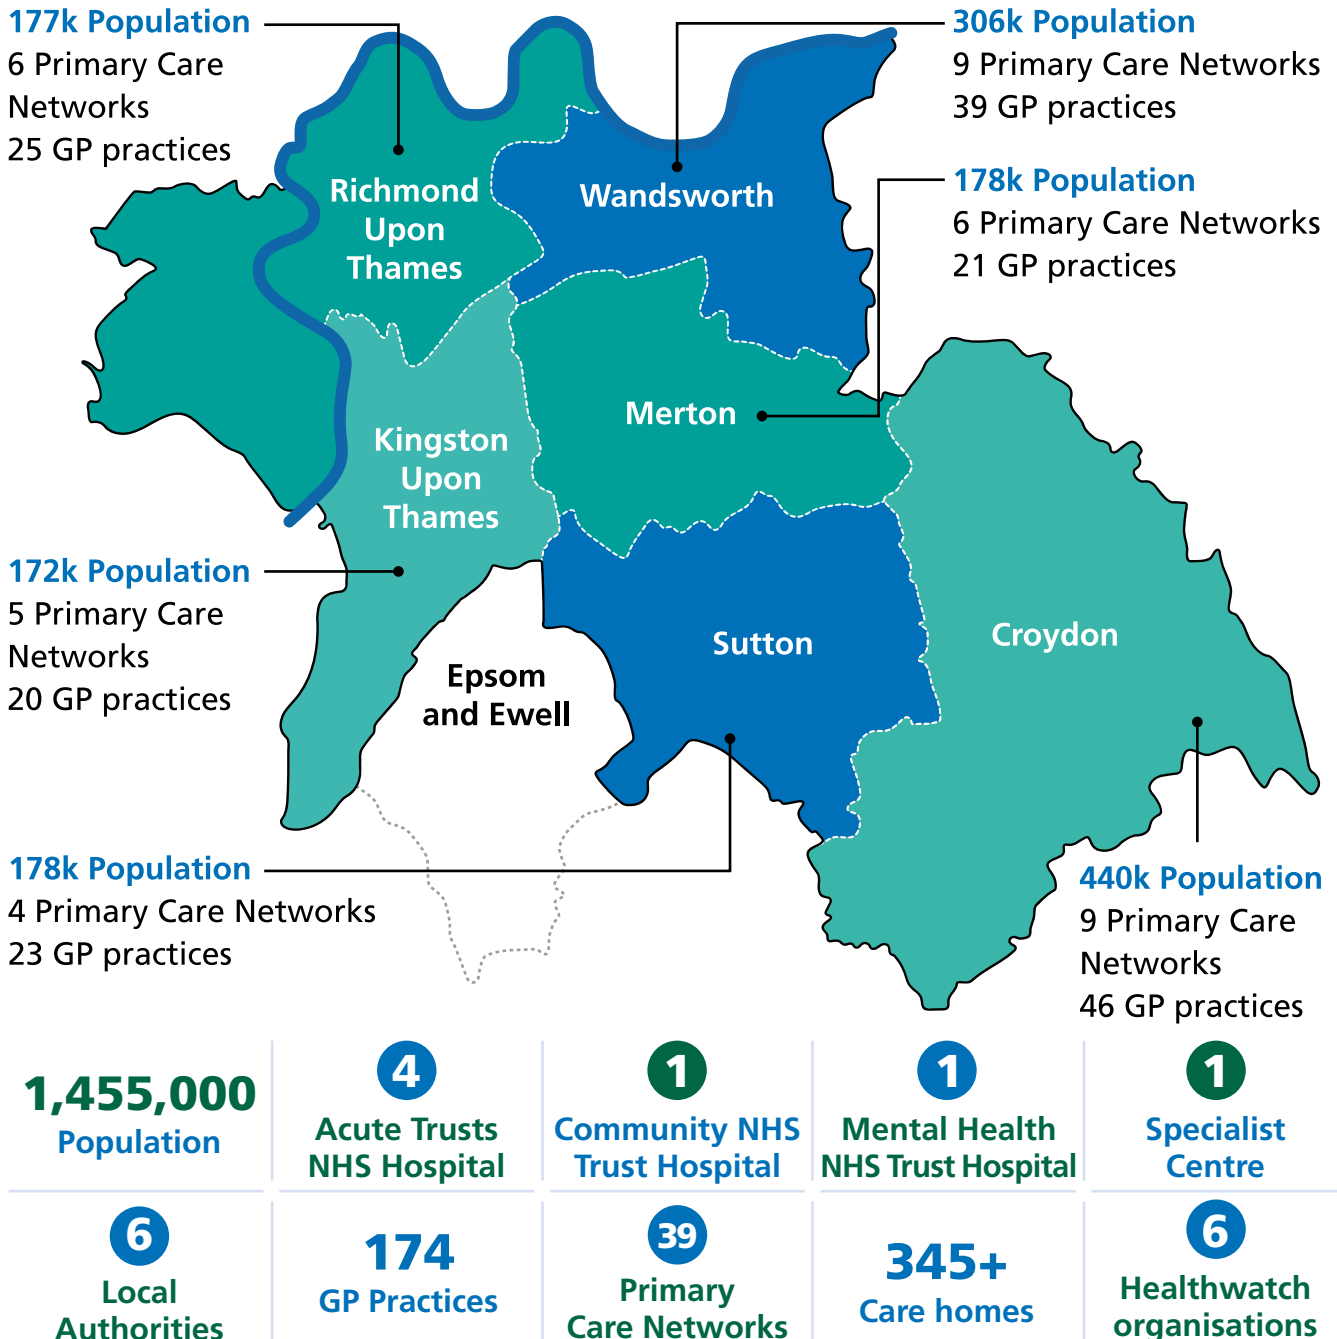 177k Population
6 Primary Care
Networks
25 GP practices
306k Population
9 Primary Care Networks
39 GP practices
178k Population
6 Primary Care Networks
21 GP practices
Richmond
Upon
Thames
Wandsworth
Merton
Kingston
Upon
Thames
172k Population
5 Primary Care
Networks
20 GP practices
Epsom
and Ewell
Sutton
Croydon
178k Population
4 Primary Care Networks
23 GP practices
440k Population
9 Primary Care
Networks
46 GP practices
1,455,000
Population
4
Acute Trusts
NHS Hospital
1
Community NHS
Trust Hospital
1
Mental Health
NHS Trust Hospital
1
Specialist
Centre
6
Local
Authorities
174
GP Practices
39
Primary
Care Networks
345+
Care homes
6
Healthwatch
organisations